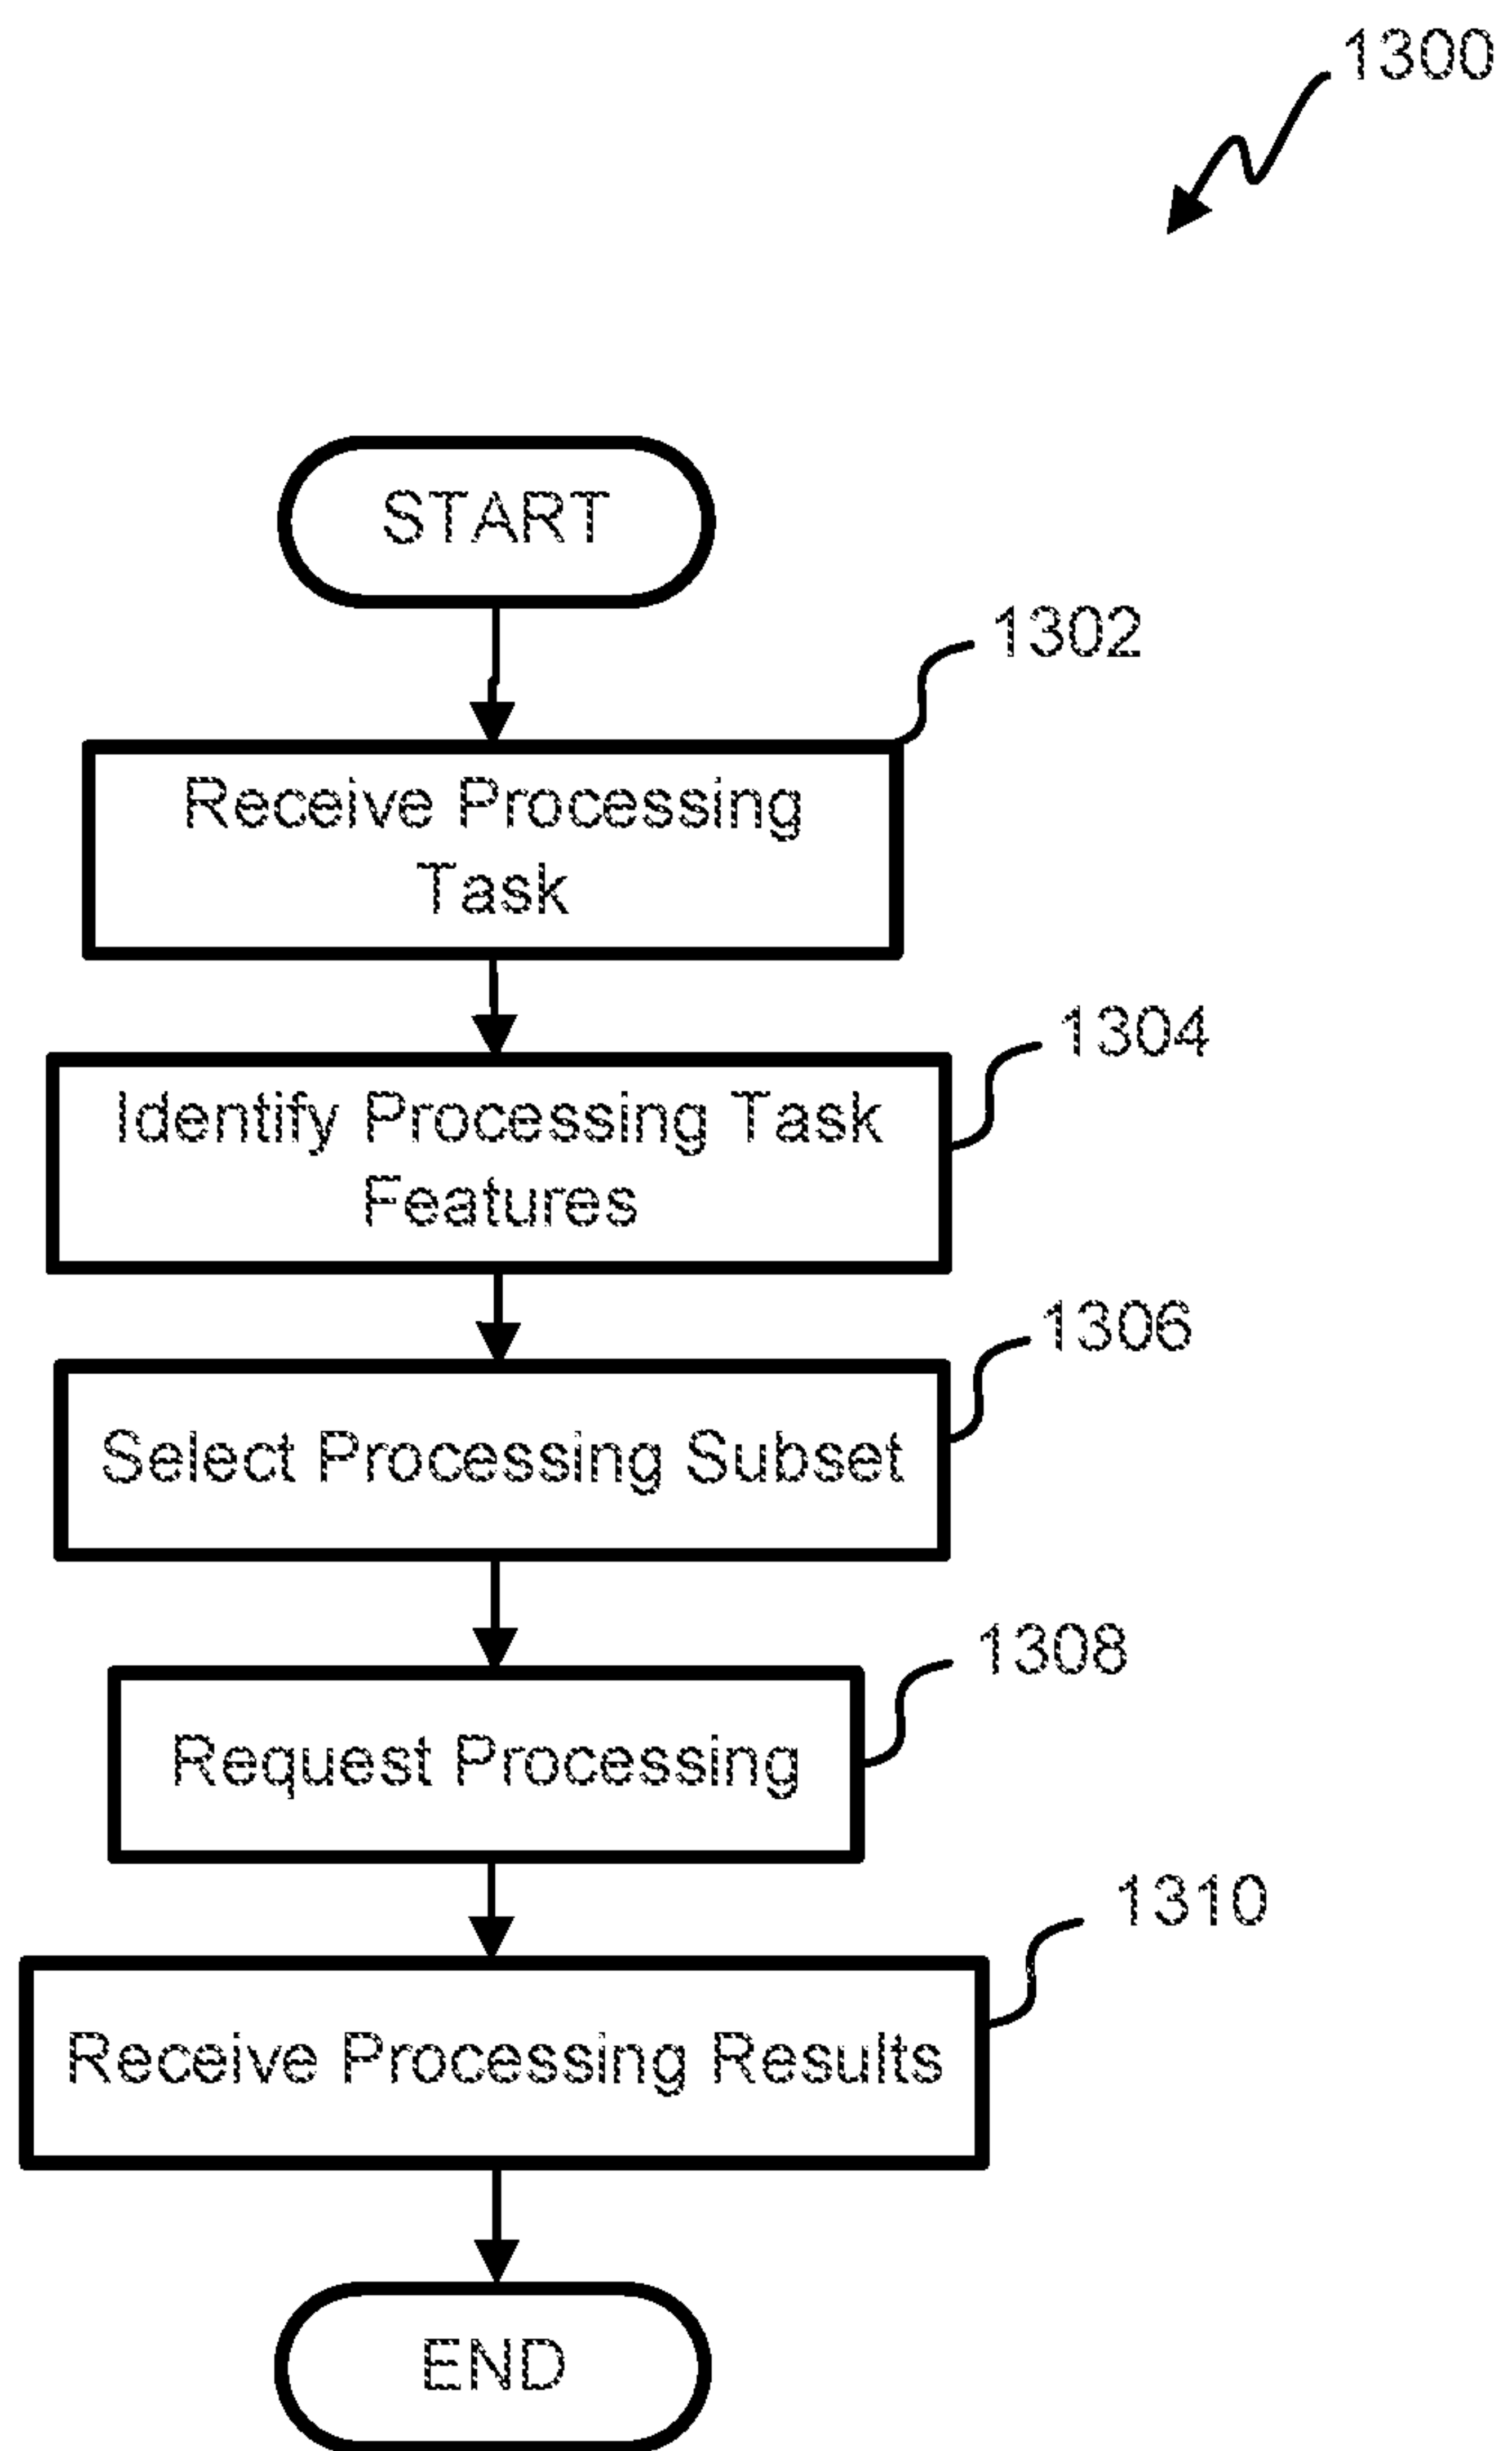 1300
START
1302
Receive Processing
Task
1304
Identify Processing Task
Features
1306
Select Processing Subset
1308
Request Processing
1310
Receive Processing Results
END